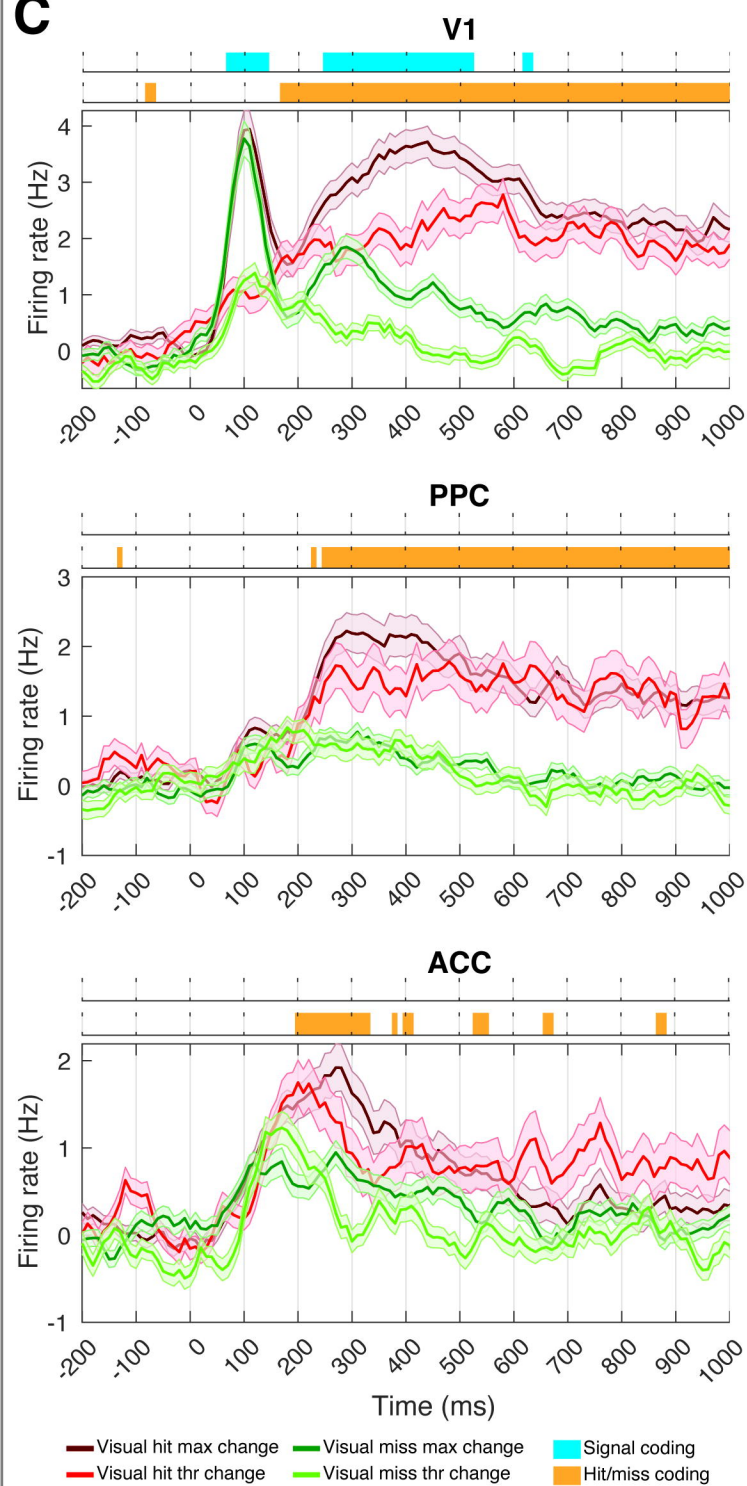 C
V1
4
3
2
1
0
Firing rate (Hz)
-200 -100 0 100 200 300 400 500 600 700 800 900 1000
PPC
3
2
1
0
-1
Firing rate (Hz)
-200 -100 0 100 200 300 400 500 600 700 800 900 1000
ACC
2
1
0
-1
Firing rate (Hz)
-200 -100 0 100 200 300 400 500 600 700 800 900 1000
Time (ms)
Visual hit max change Visual miss max change Signal coding
Visual hit thr change Visual miss thr change Hit/miss coding